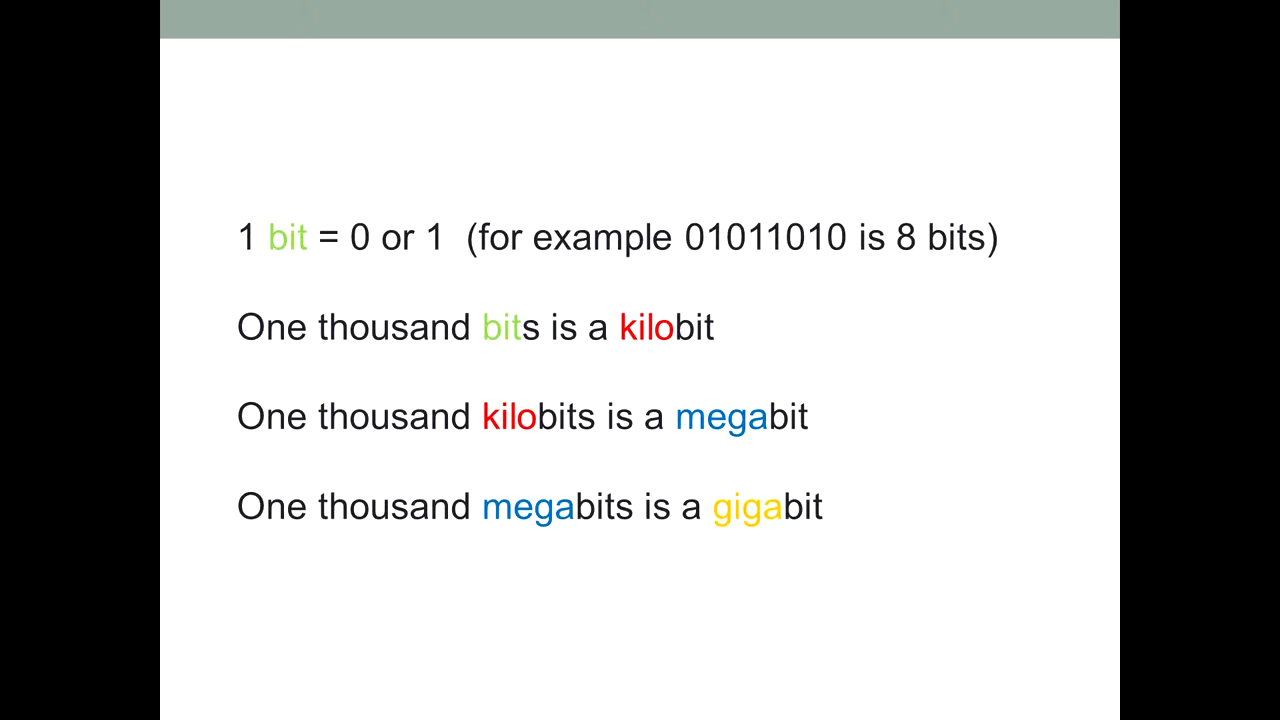 1 bit = 0 or 1  (for example 01011010 is 8 bits)
One thousand bits is a kilobit
One thousand kilobits is a megabit
One thousand megabits is a gigabit